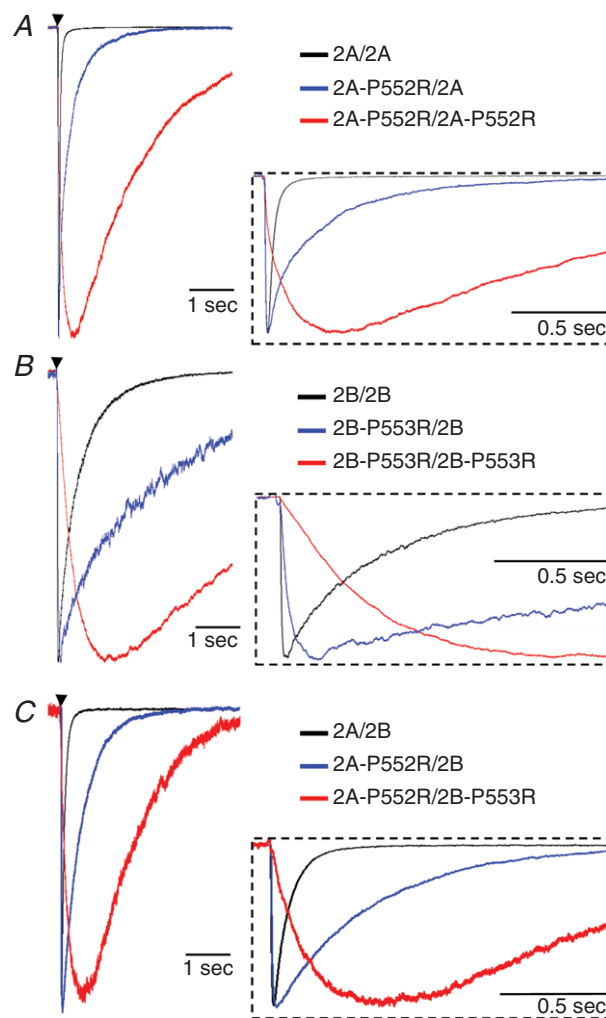 A
2A/2A
2A-P552R/2A
2A-P552R/2A-P552R
1 sec
0.5 sec
B
2B/2B
2B-P553R/2B
2B-P553R/2B-P553R
1 sec
0.5 sec
C
2A/2B
2A-P552R/2B
2A-P552R/2B-P553R
1 sec
0.5 sec